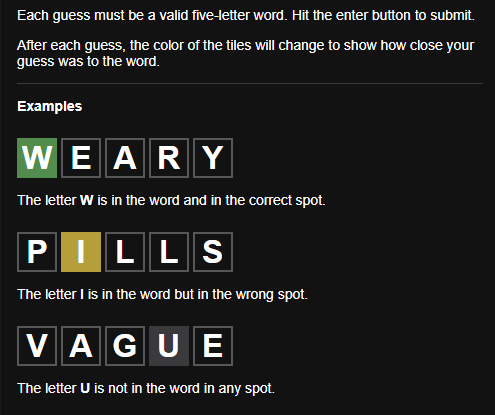 Each guess must be a valid five-letter word. Hit the enter button to submit.
After each guess, the color of the tiles will change to show how close your
guess was to the word.
Examples
W E A R Y
The letter W is in the word and in the correct spot.
P I L L S
The letter I is in the word but in the wrong spot.
V A G U E
The letter U is not in the word in any spot.